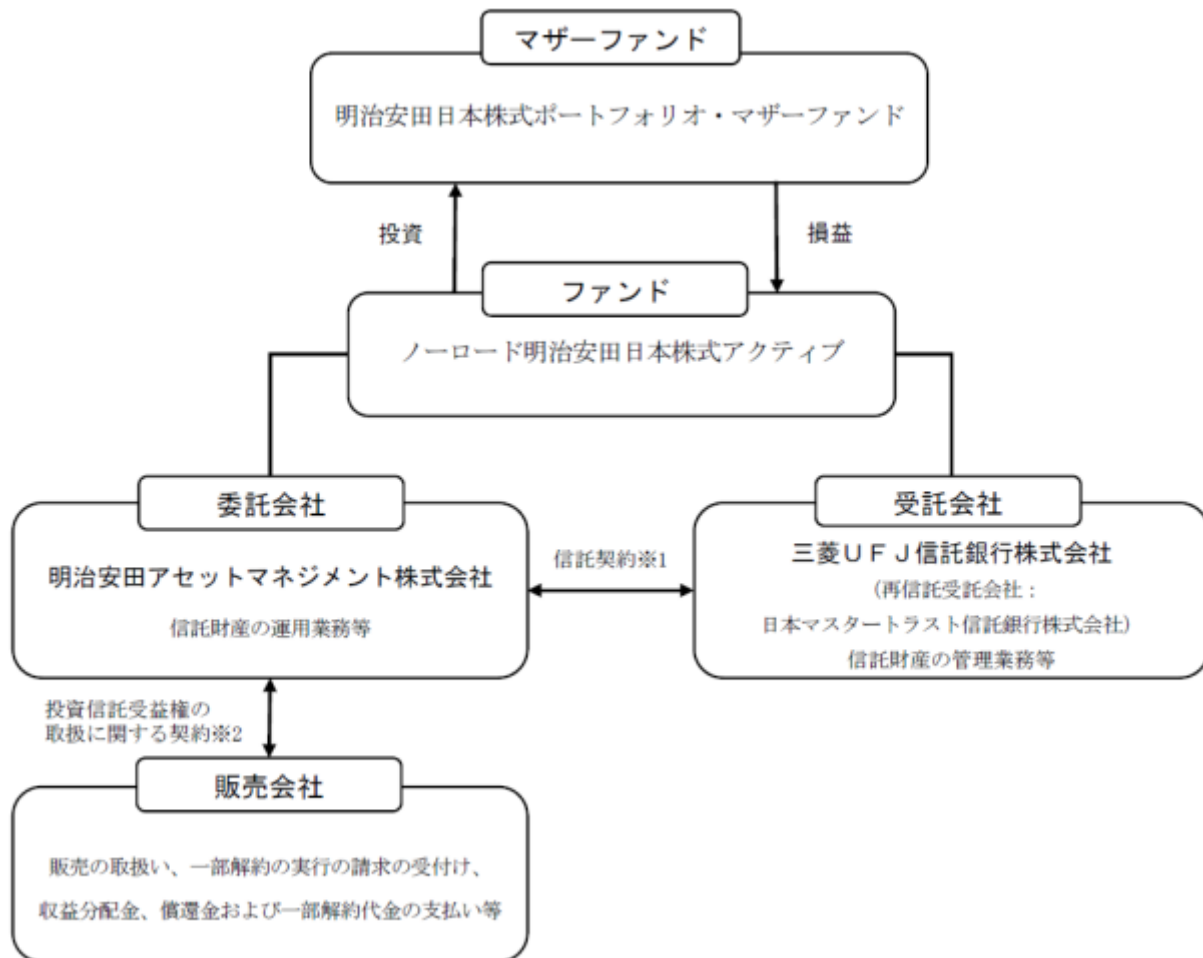 マザーファンド
明治安田日本株式ポートフォリオ・マザーファンド
投資
損益
ファンド
ノーロード明治安田日本株式アクティブ
委託会社
明治安田アセットマネジメント株式会社
信託財産の運用業務等
信託契約※1
受託会社
三菱ＵＦＪ信託銀行株式会社
(再信託受託会社：
日本マスタートラスト信託銀行株式会社)
信託財産の管理業務等
投資信託受益権の
取扱に関する契約※2
販売会社
販売の取扱い、一部解約の実行の請求の受付け、
収益分配金、償還金および一部解約代金の支払い等